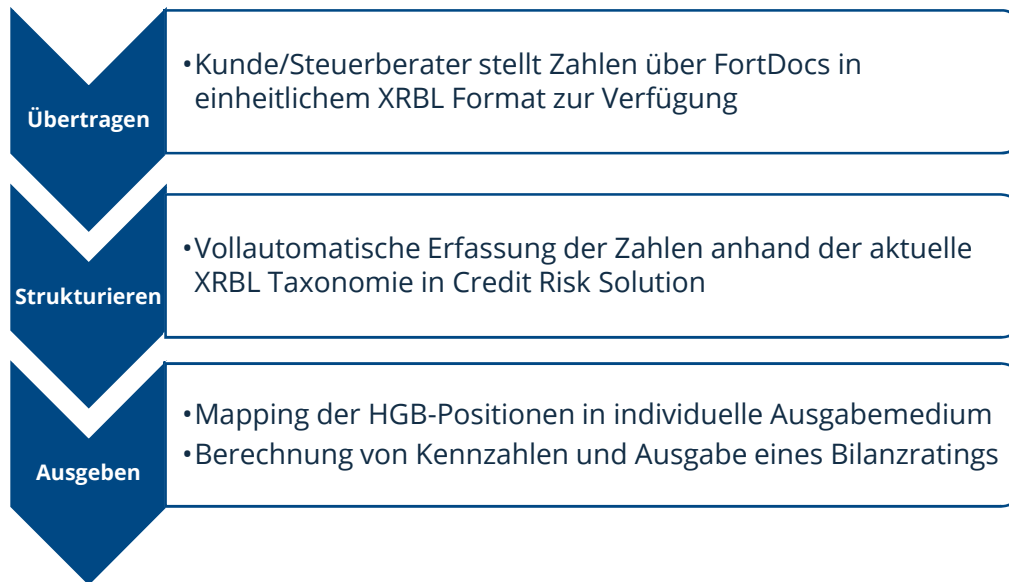 Übertragen
•Kunde/Steuerberater stellt Zahlen über FortDocs in
einheitlichem XRBL Format zur Verfügung
Strukturieren
•Vollautomatische Erfassung der Zahlen anhand der aktuelle
XRBL Taxonomie in Credit Risk Solution
Ausgeben
•Mapping der HGB-Positionen in individuelle Ausgabemedium
•Berechnung von Kennzahlen und Ausgabe eines Bilanzratings